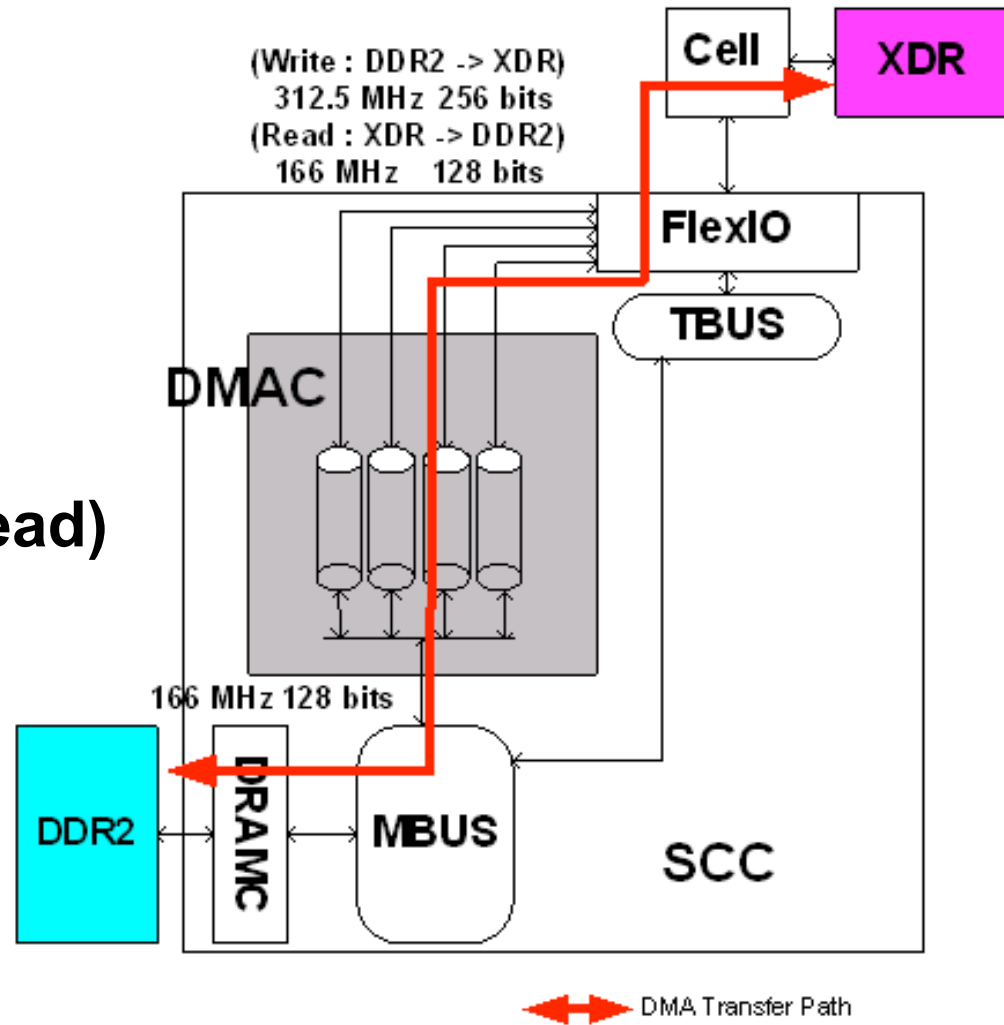 (Write : DDR2 -> XDR)
312.5 MHz 256 bits
(Read : XDR -> DDR2)
166 MHz 128 bits
Cell
XDR
FlexIO
TBUS
DMAC
ead)
166 MHz 128 bits
DDR2
DRAMC
MBUS
SCC
DMA Transfer Path